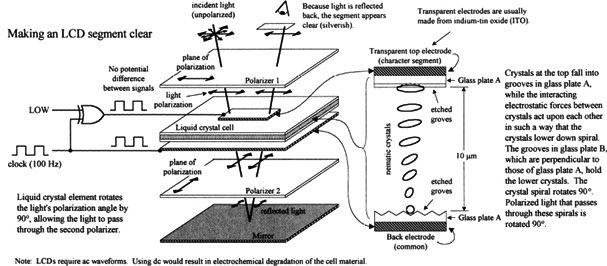 Making an LCD segment clear
incident light
(unpolarized)
Because light is reflected
back, the segment appears
clear (silverish).
Transparent electrodes are usually
made from indium-tin oxide (ITO).
plane of
polarization
Polarizer 1
No potential
difference
between signals
light
polarization
LOW
clock (100 Hz)
Liquid crystal cell
plane of
polarization
Polarizer 2
reflected light
Mirror
Liquid crystal element rotates
the light's polarization angle by
90°, allowing the light to pass
through the second polarizer.
Transparent top electrode
(character segment)
Glass plate A
etched
groves
nematic crystals
10 μm
etched
groves
Glass plate A
Back electrode
(common)
Crystals at the top fall into
grooves in glass plate A,
while the interacting
electrostatic forces between
crystals act upon each other
in such a way that the
crystals lower down spiral.
The grooves in glass plate B,
which are perpendicular to
those of glass plate A, hold
the lower crystals. The
crystal spiral rotates 90°.
Polarized light that passes
through these spirals is
rotated 90°.
Note: LCDs require ac waveforms. Using dc would result in electrochemical degradation of the cell material.